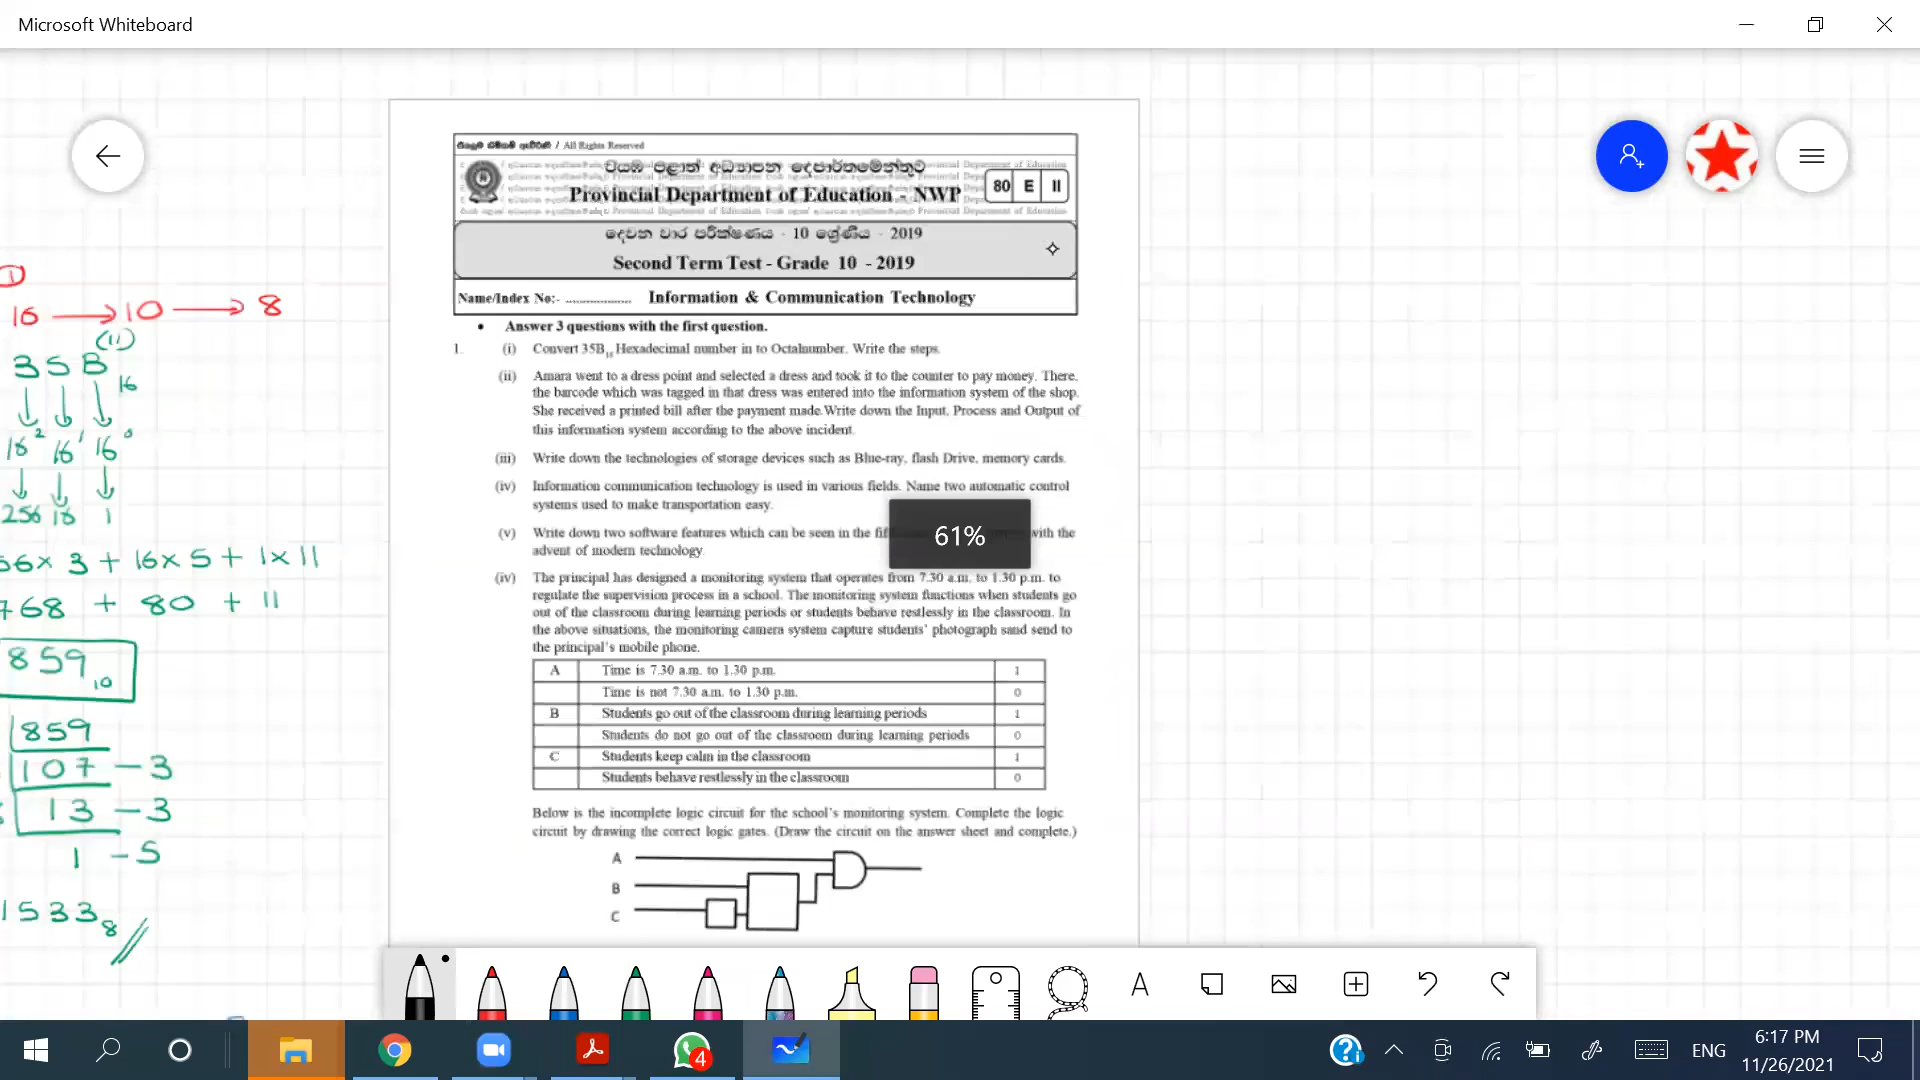 Microsoft Whiteboard
All Rights Reserved
වයඹ පළාත් අධ්‍යාපන දෙපාර්තමේන්තුව
Provincial Department of Education - NWP
80 E II
දෙවන වාර පරීක්ෂණය - 10 ශ්‍රේණිය - 2019
Second Term Test - Grade 10 - 2019
Name/Index No:- .................... Information & Communication Technology
• Answer 3 questions with the first question.
1. (i) Convert 35B₁₆ Hexadecimal number in to Octalnumber. Write the steps.
(ii) Amara went to a dress point and selected a dress and took it to the counter to pay money. There,
the barcode which was tagged in that dress was entered into the information system of the shop.
She received a printed bill after the payment made.Write down the Input, Process and Output of
this information system according to the above incident.
(iii) Write down the technologies of storage devices such as Blue-ray, flash Drive, memory cards.
(iv) Information communication technology is used in various fields. Name two automatic control
systems used to make transportation easy.
(v) Write down two software features which can be seen in the with the
advent of modern technology.
61%
(iv) The principal has designed a monitoring system that operates from 7.30 a.m. to 1.30 p.m. to
regulate the supervision process in a school. The monitoring system functions when students go
out of the classroom during learning periods or students behave restlessly in the classroom. In
the above situations, the monitoring camera system capture students' photograph sand send to
the principal's mobile phone.
A Time is 7.30 a.m. to 1.30 p.m. 1
Time is not 7.30 a.m. to 1.30 p.m. 0
B Students go out of the classroom during learning periods 1
Students do not go out of the classroom during learning periods 0
C Students keep calm in the classroom 1
Students behave restlessly in the classroom 0
Below is the incomplete logic circuit for the school's monitoring system. Complete the logic
circuit by drawing the correct logic gates. (Draw the circuit on the answer sheet and complete.)
A
B
C
1
16 → 10 → 8
(11)
35B₁₆
16² 16¹ 16⁰
256 16 1
56 × 3 + 16 × 5 + 1 × 11
768 + 80 + 11
859₁₀
859
107 - 3
13 - 3
1 - 5
1533₈
A
4
ENG
6:17 PM
11/26/2021